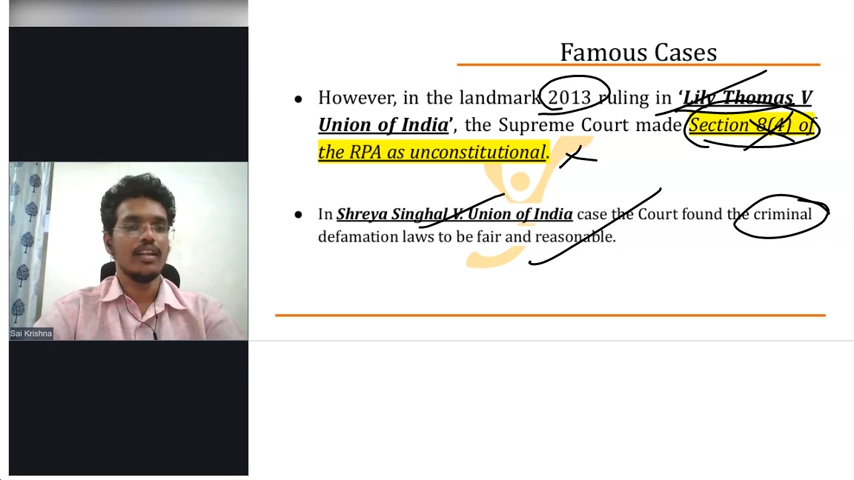 Famous Cases
● However, in the landmark 2013 ruling in ‘Lily Thomas V
Union of India’, the Supreme Court made Section 8(4) of
the RPA as unconstitutional.
● In Shreya Singhal V. Union of India case the Court found the criminal
defamation laws to be fair and reasonable.
Sai Krishna